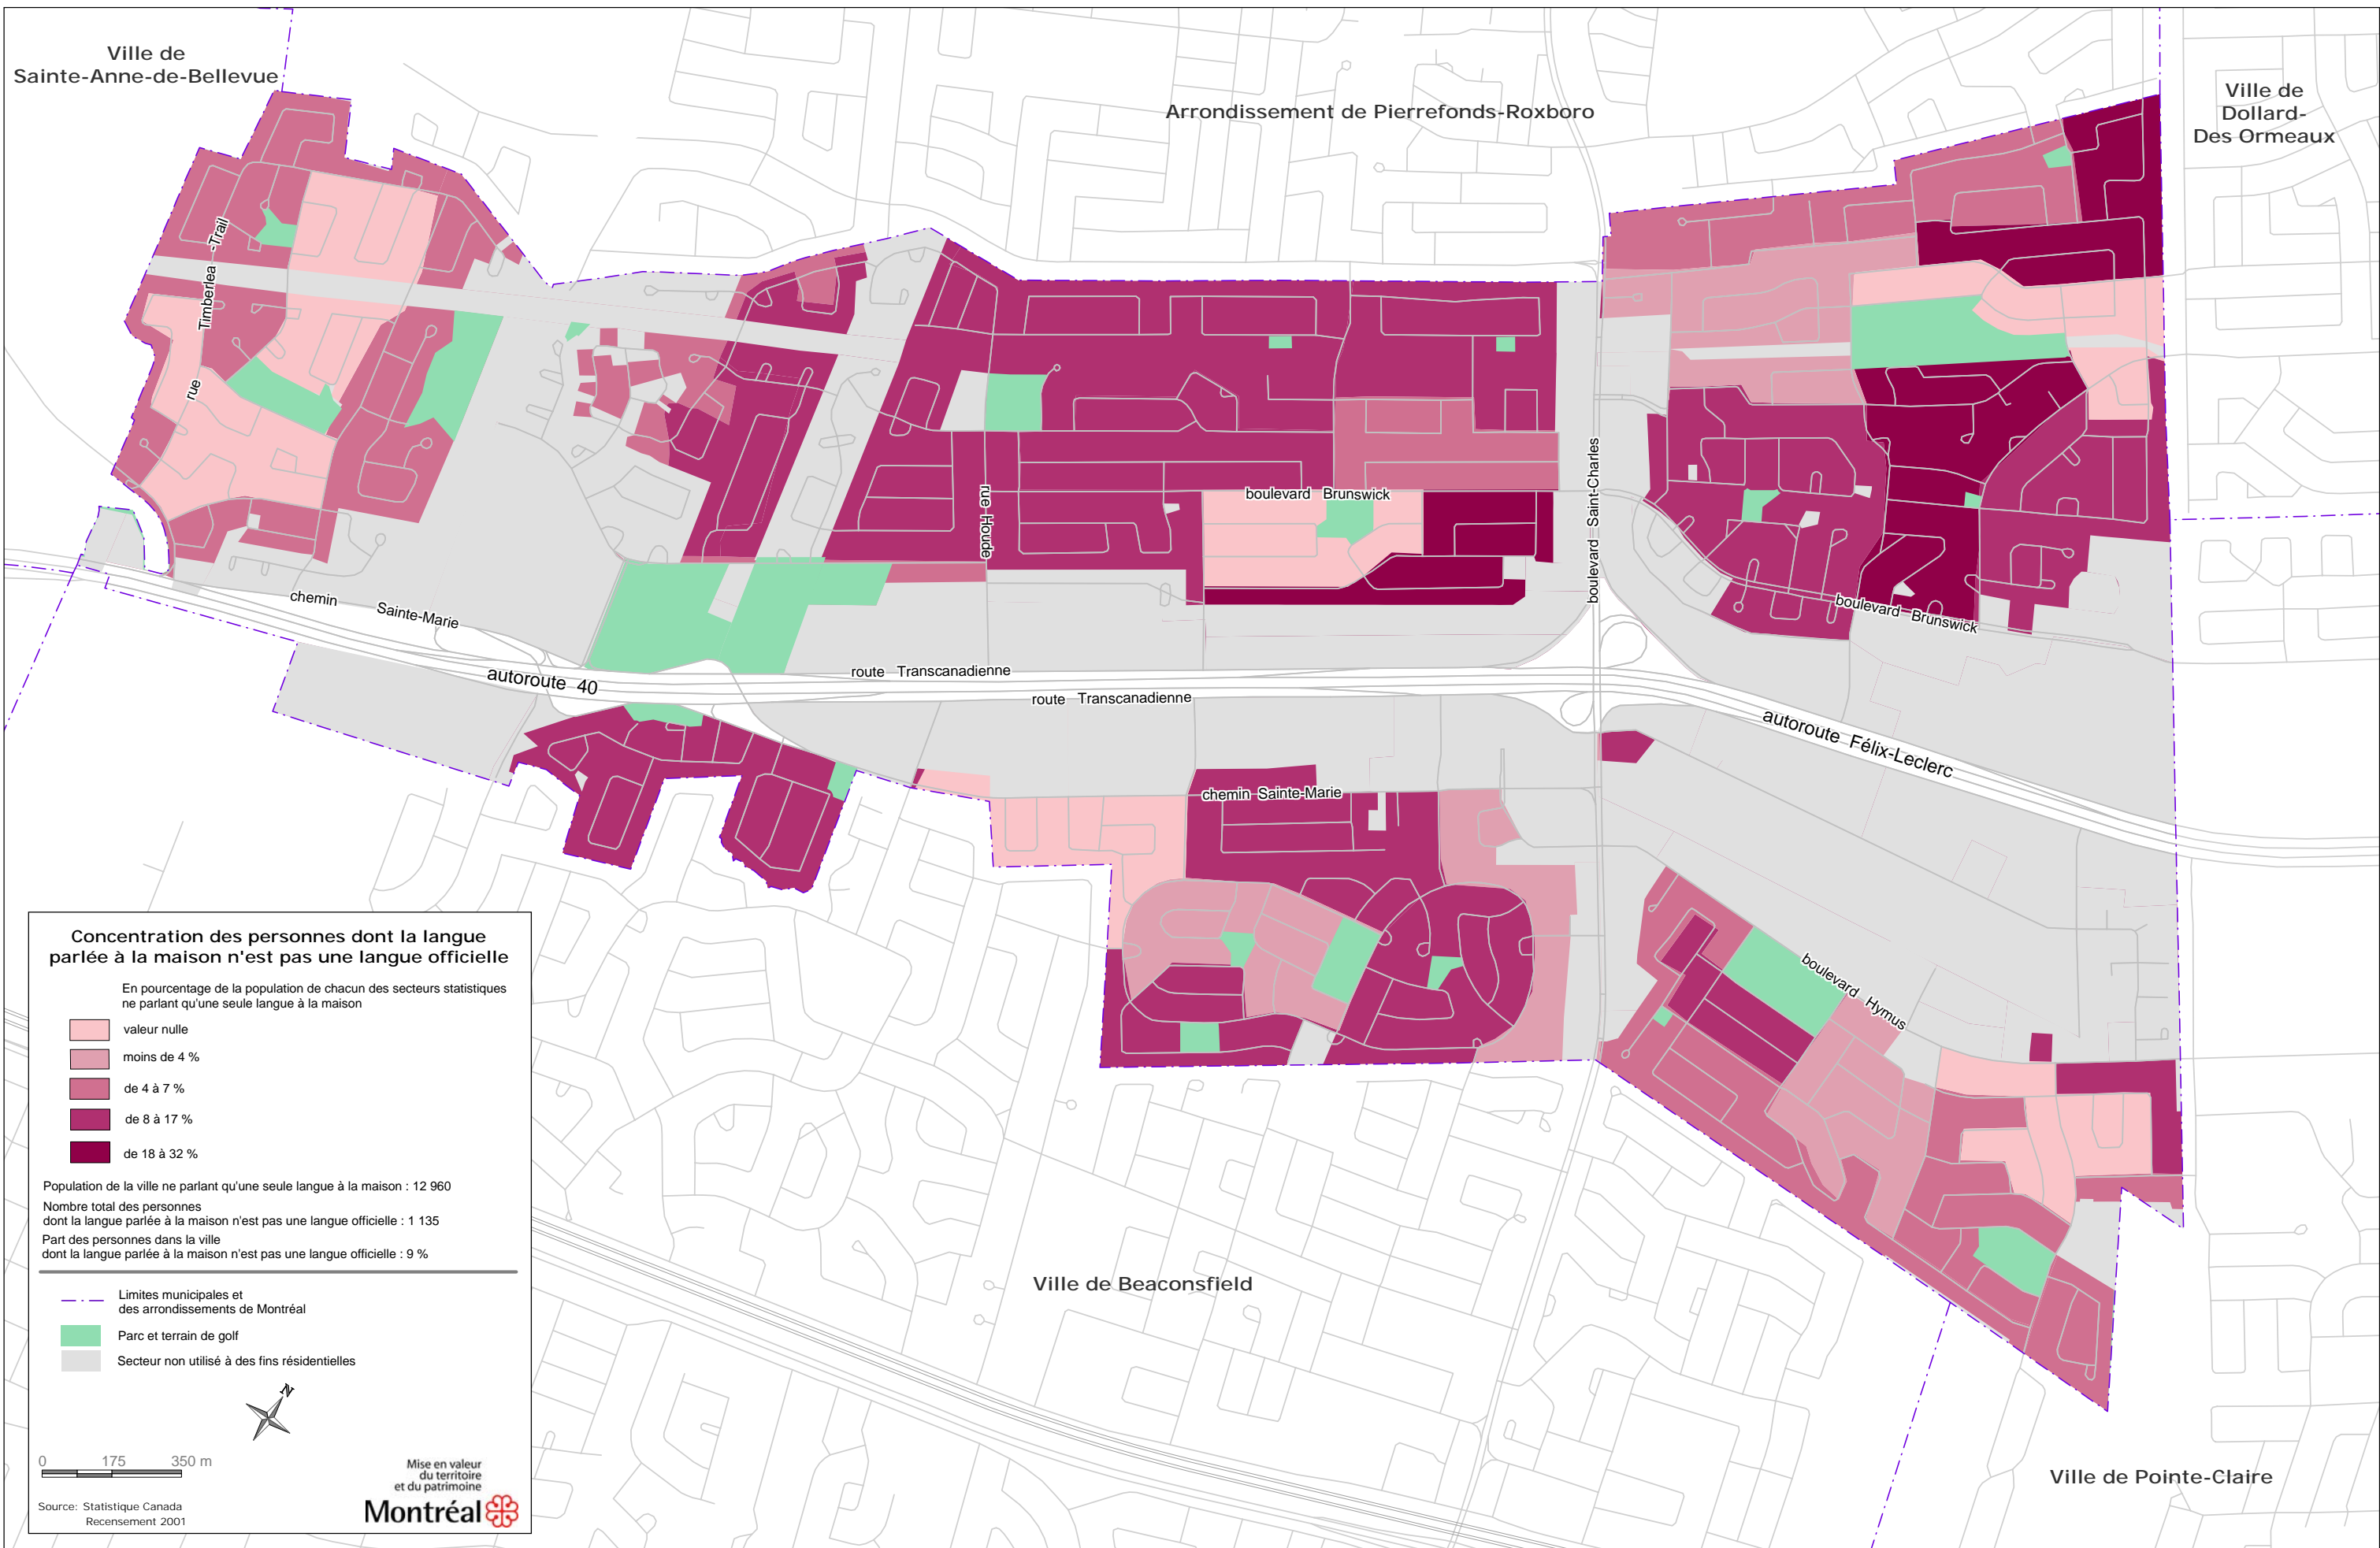 Ville de
Sainte-Anne-de-Bellevue
Arrondissement de Pierrefonds-Roxboro
Ville de
Dollard-
Des Ormeaux
rue Timberlea -Trail
rue Houde
boulevard Brunswick
boulevard Saint-Charles
boulevard Brunswick
chemin Sainte-Marie
autoroute 40
route Transcanadienne
route Transcanadienne
autoroute Félix-Leclerc
chemin Sainte-Marie
boulevard Hymus
Ville de Beaconsfield
Ville de Pointe-Claire
Concentration des personnes dont la langue
parlée à la maison n'est pas une langue officielle
En pourcentage de la population de chacun des secteurs statistiques
ne parlant qu'une seule langue à la maison
valeur nulle
moins de 4 %
de 4 à 7 %
de 8 à 17 %
de 18 à 32 %
Population de la ville ne parlant qu'une seule langue à la maison : 12 960
Nombre total des personnes
dont la langue parlée à la maison n'est pas une langue officielle : 1 135
Part des personnes dans la ville
dont la langue parlée à la maison n'est pas une langue officielle : 9 %
Limites municipales et
des arrondissements de Montréal
Parc et terrain de golf
Secteur non utilisé à des fins résidentielles
N
0 175 350 m
Mise en valeur
du territoire
et du patrimoine
Montréal
Source: Statistique Canada
Recensement 2001